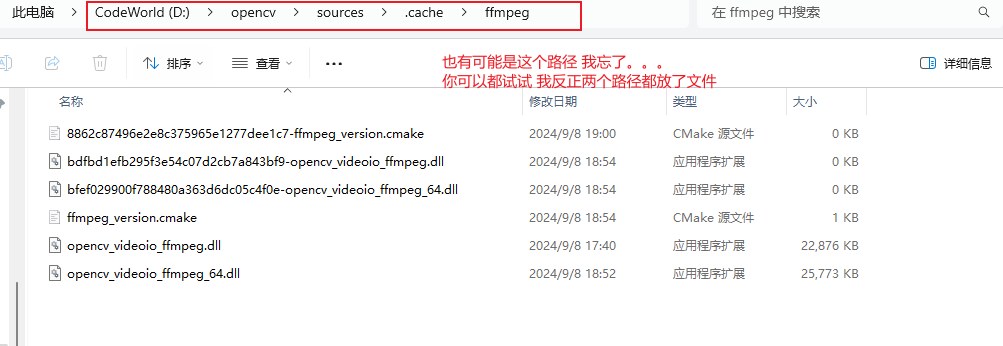 此电脑 > CodeWorld (D:) > opencv > sources > .cache > ffmpeg
在 ffmpeg 中搜索
排序
查看
详细信息
也有可能是这个路径 我忘了。。。
你可以都试试 我反正两个路径都放了文件
名称 修改日期 类型 大小
8862c87496e2e8c375965e1277dee1c7-ffmpeg_version.cmake 2024/9/8 19:00 CMake 源文件 0 KB
bdfbd1efb295f3e54c07d2cb7a843bf9-opencv_videoio_ffmpeg.dll 2024/9/8 18:54 应用程序扩展 0 KB
bfef029900f788480a363d6dc05c4f0e-opencv_videoio_ffmpeg_64.dll 2024/9/8 18:54 应用程序扩展 0 KB
ffmpeg_version.cmake 2024/9/8 18:54 CMake 源文件 1 KB
opencv_videoio_ffmpeg.dll 2024/9/8 17:40 应用程序扩展 22,876 KB
opencv_videoio_ffmpeg_64.dll 2024/9/8 18:52 应用程序扩展 25,773 KB